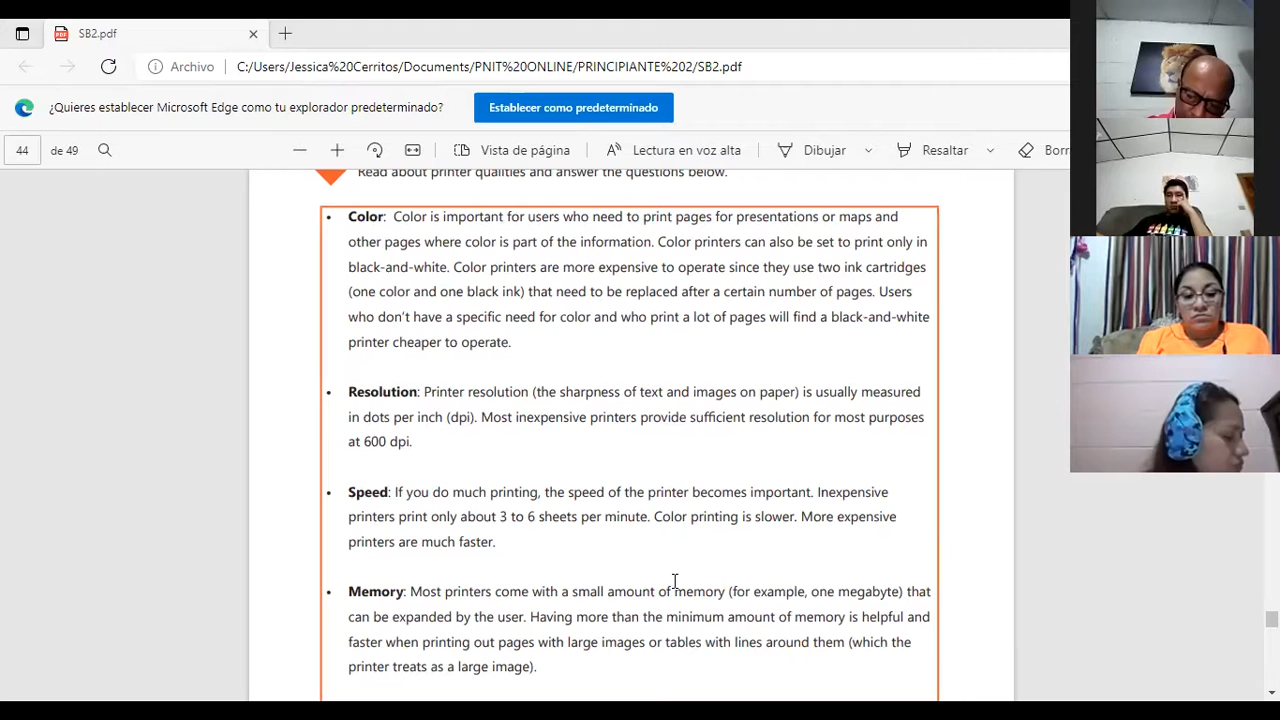 SB2.pdf
Archivo
C:/Users/Jessica%20Cerritos/Documents/PNIT%20ONLINE/PRINCIPIANTE%202/SB2.pdf
¿Quieres establecer Microsoft Edge como tu explorador predeterminado?
Establecer como predeterminado
44 de 49
Vista de página
Lectura en voz alta
Dibujar
Resaltar
Borr
Read about printer qualities and answer the questions below.
• Color: Color is important for users who need to print pages for presentations or maps and
other pages where color is part of the information. Color printers can also be set to print only in
black-and-white. Color printers are more expensive to operate since they use two ink cartridges
(one color and one black ink) that need to be replaced after a certain number of pages. Users
who don't have a specific need for color and who print a lot of pages will find a black-and-white
printer cheaper to operate.
• Resolution: Printer resolution (the sharpness of text and images on paper) is usually measured
in dots per inch (dpi). Most inexpensive printers provide sufficient resolution for most purposes
at 600 dpi.
• Speed: If you do much printing, the speed of the printer becomes important. Inexpensive
printers print only about 3 to 6 sheets per minute. Color printing is slower. More expensive
printers are much faster.
• Memory: Most printers come with a small amount of memory (for example, one megabyte) that
can be expanded by the user. Having more than the minimum amount of memory is helpful and
faster when printing out pages with large images or tables with lines around them (which the
printer treats as a large image).